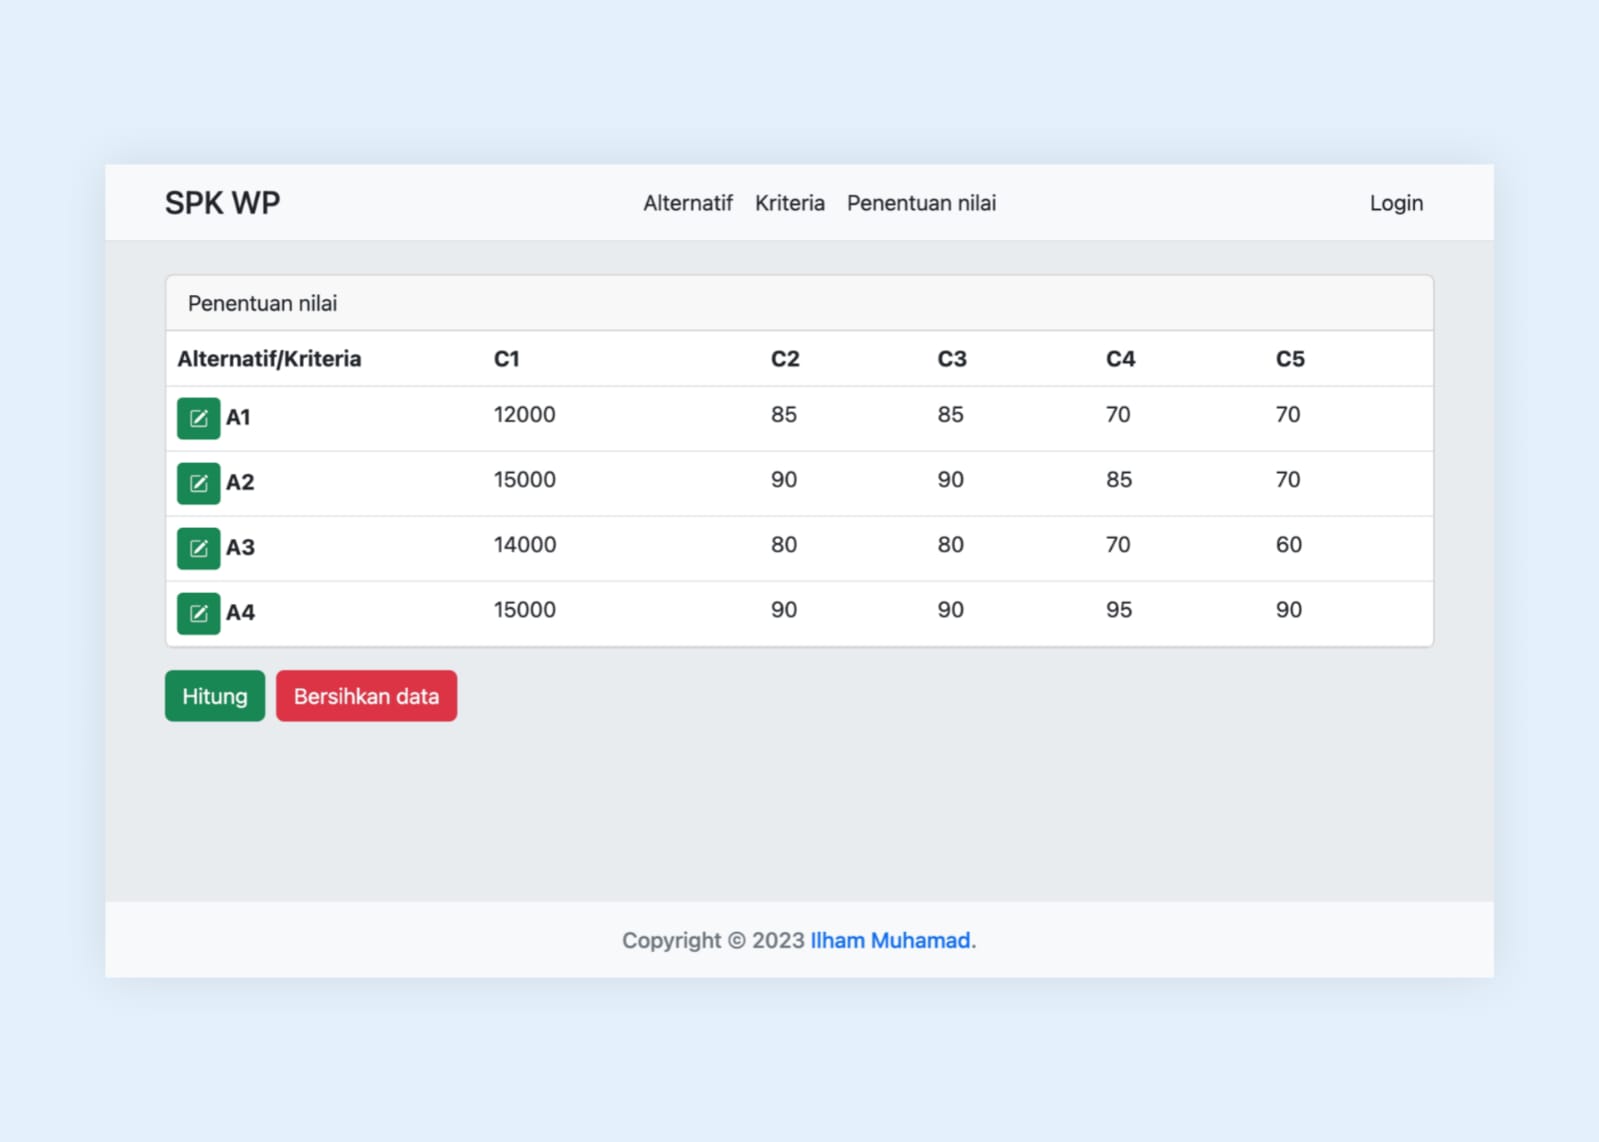 SPK WP Alternatif Kriteria Penentuan nilai Login
Penentuan nilai
Alternatif/Kriteria C1 C2 C3 C4 C5
A1 12000 85 85 70 70
A2 15000 90 90 85 70
A3 14000 80 80 70 60
A4 15000 90 90 95 90
Hitung Bersihkan data
Copyright © 2023 Ilham Muhamad.